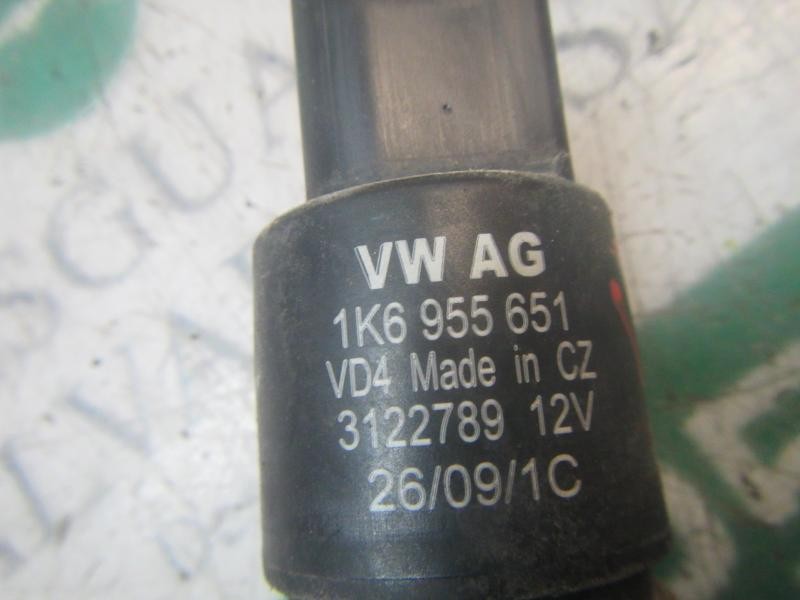 VW AG
1K6 955 651
VD4 Made in CZ
3122789 12V
26/09/1C